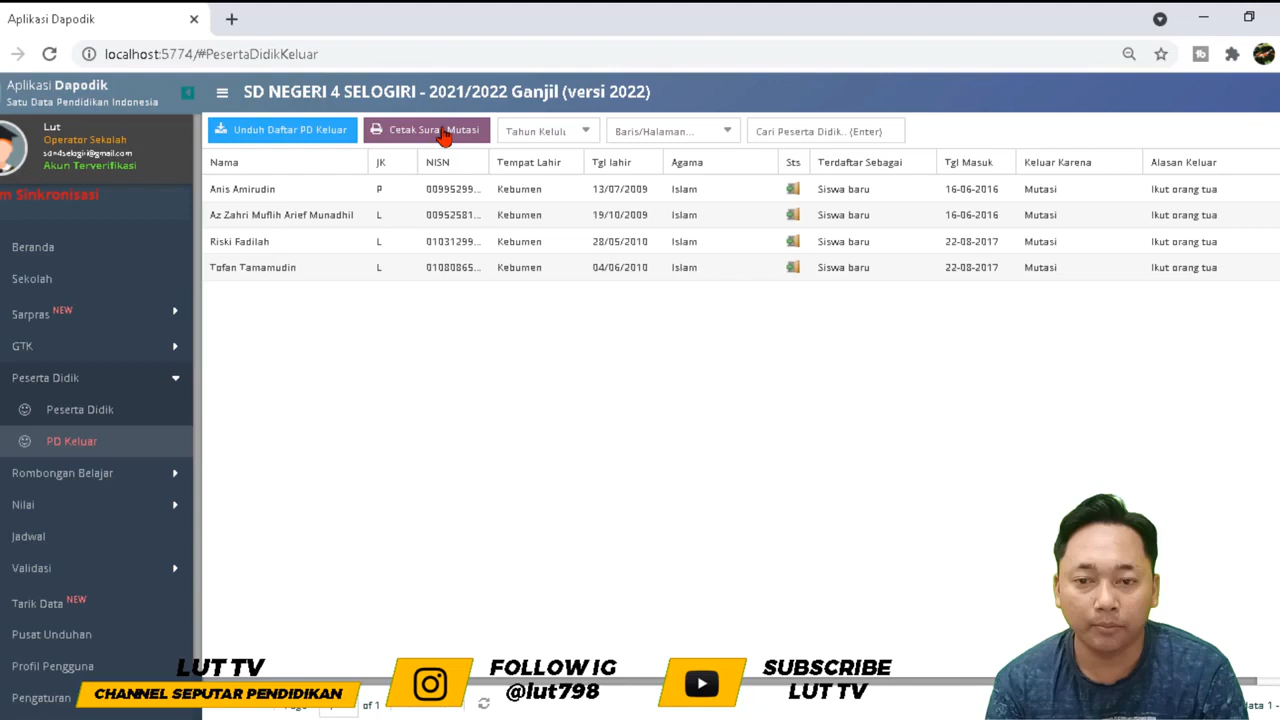 Aplikasi Dapodik
localhost:5774/#PesertaDidikKeluar
Aplikasi Dapodik
Satu Data Pendidikan Indonesia
SD NEGERI 4 SELOGIRI - 2021/2022 Ganjil (versi 2022)
Lut
Operator Sekolah
sdn4selogiri@gmail.com
Akun Terverifikasi
m Sinkronisasi
Beranda
Sekolah
Sarpras NEW
GTK
Peserta Didik
Peserta Didik
PD Keluar
Rombongan Belajar
Nilai
Jadwal
Validasi
Tarik Data NEW
Pusat Unduhan
Profil Pengguna
Pengaturan
Unduh Daftar PD Keluar Cetak Surat Mutasi Baris/Halaman... Cari Peserta Didik.. (Enter)
Nama JK NISN Tempat Lahir Tgl lahir Agama Sts Terdaftar Sebagai Tgl Masuk Keluar Karena Alasan Keluar
Anis Amirudin P 00995299... Kebumen 13/07/2009 Islam Siswa baru 16-06-2016 Mutasi Ikut orang tua
Az Zahri Muflih Arief Munadhil L 00952581... Kebumen 19/10/2009 Islam Siswa baru 16-06-2016 Mutasi Ikut orang tua
Riski Fadilah L 01031299... Kebumen 28/05/2010 Islam Siswa baru 22-08-2017 Mutasi Ikut orang tua
Tofan Tamamudin L 01080865... Kebumen 04/06/2010 Islam Siswa baru 22-08-2017 Mutasi Ikut orang tua
of 1
LUT TV
CHANNEL SEPUTAR PENDIDIKAN
FOLLOW IG
@lut798
SUBSCRIBE
LUT TV